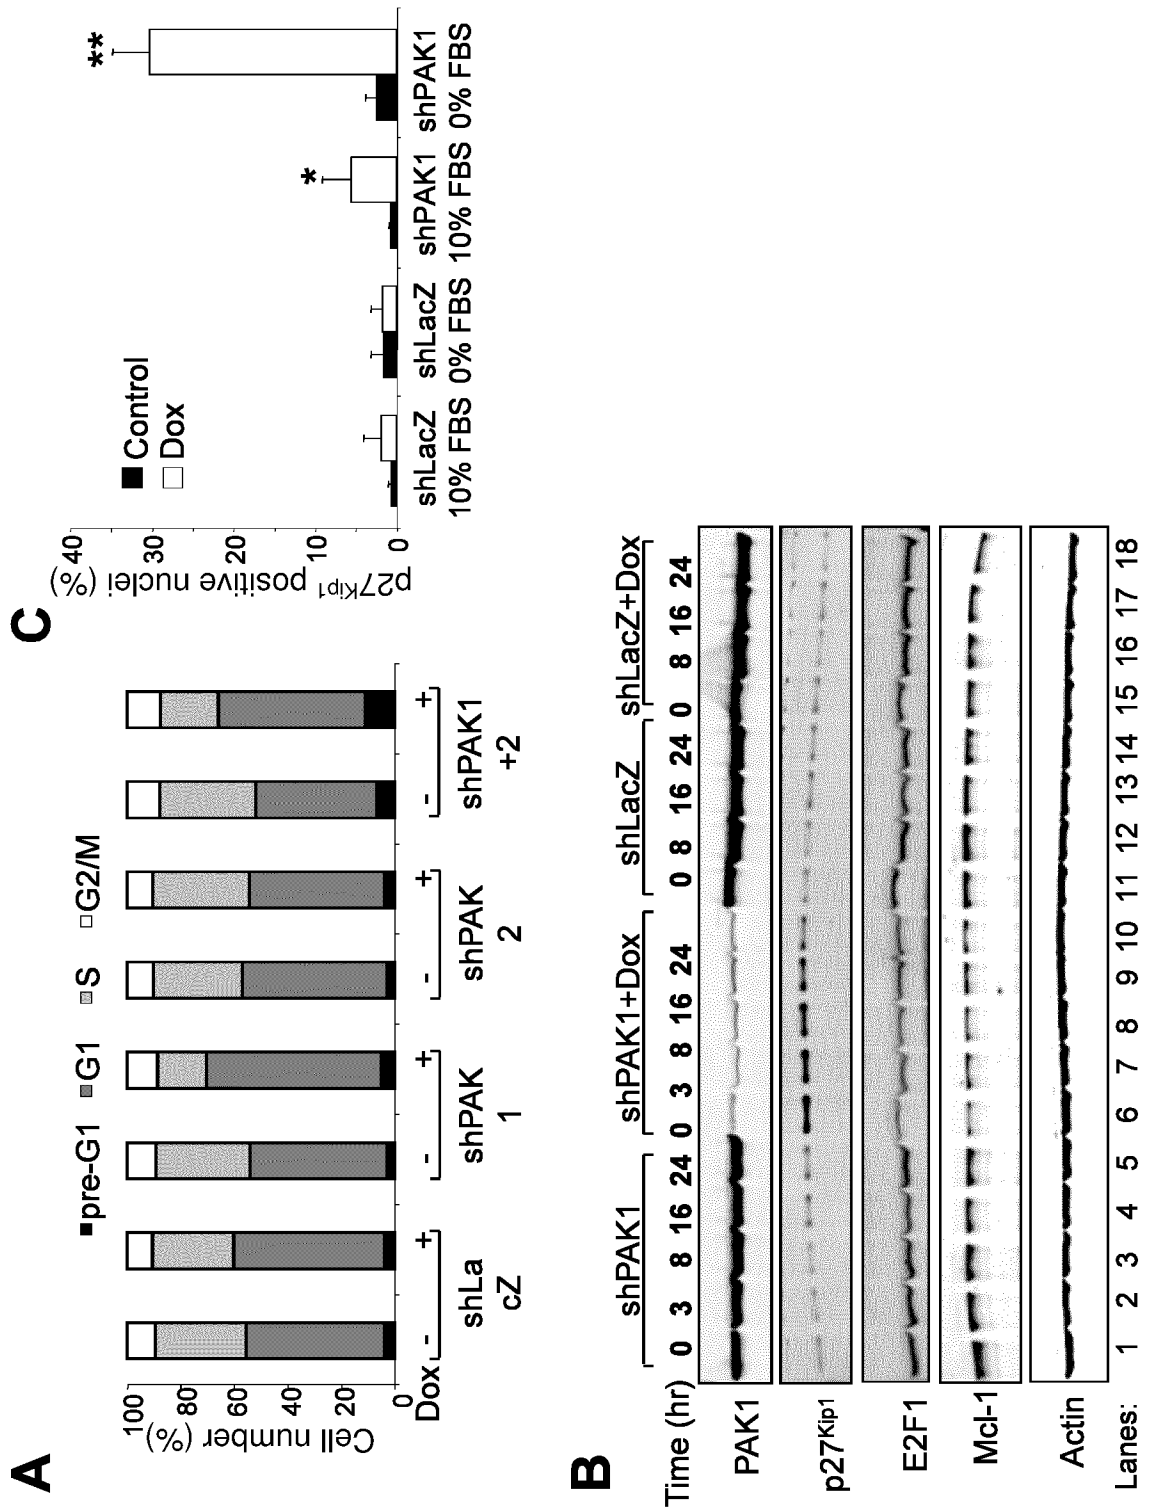 A
■pre-G1 ■G1 ■S □G2/M
Cell number (%)
100
80
60
40
20
0
Dox - + - + - + - +
shLa
cZ
shPAK
1
shPAK
2
shPAK1
+2
C
p27Kip1 positive nuclei (%)
40
30
20
10
0
■ Control
□ Dox
*
**
shLacZ shLacZ shPAK1 shPAK1
10% FBS 0% FBS 10% FBS 0% FBS
B
shPAK1 shPAK1+Dox shLacZ shLacZ+Dox
Time (hr) 0 3 8 16 24 0 3 8 16 24 0 8 16 24 0 8 16 24
PAK1
p27Kip1
E2F1
Mcl-1
Actin
Lanes: 1 2 3 4 5 6 7 8 9 10 11 12 13 14 15 16 17 18